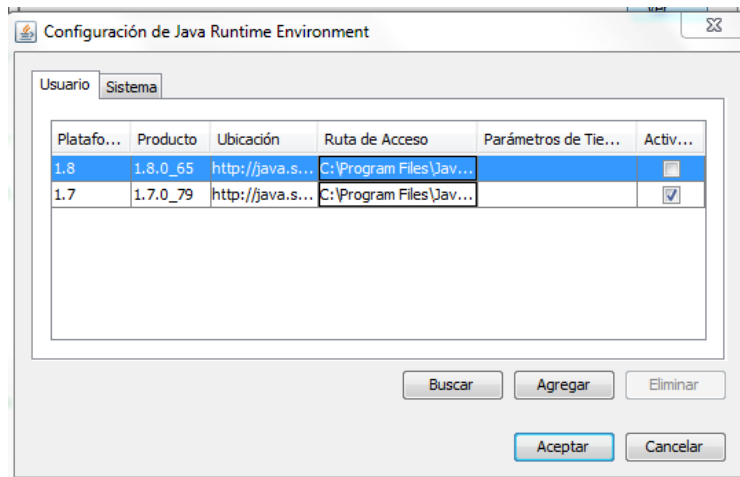 Configuración de Java Runtime Environment
Usuario Sistema
Platafo... Producto Ubicación Ruta de Acceso Parámetros de Tie... Activ...
1.8 1.8.0_65 http://java.s... C:\Program Files\Jav...
1.7 1.7.0_79 http://java.s... C:\Program Files\Jav...
Buscar Agregar Eliminar
Aceptar Cancelar